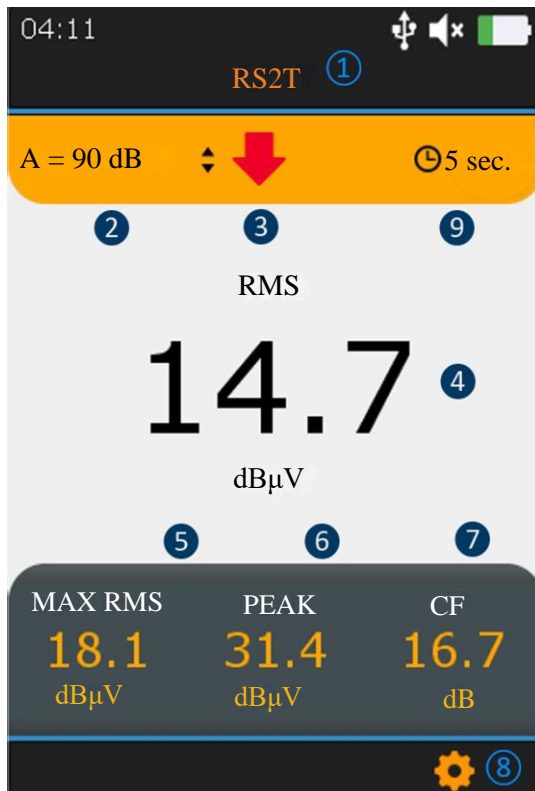 04:11
RS2T ①
A = 90 dB 5 sec.
2 3 9
RMS
14.7 4
dBµV
5 6 7
MAX RMS PEAK CF
18.1 31.4 16.7
dBµV dBµV dB
⑧